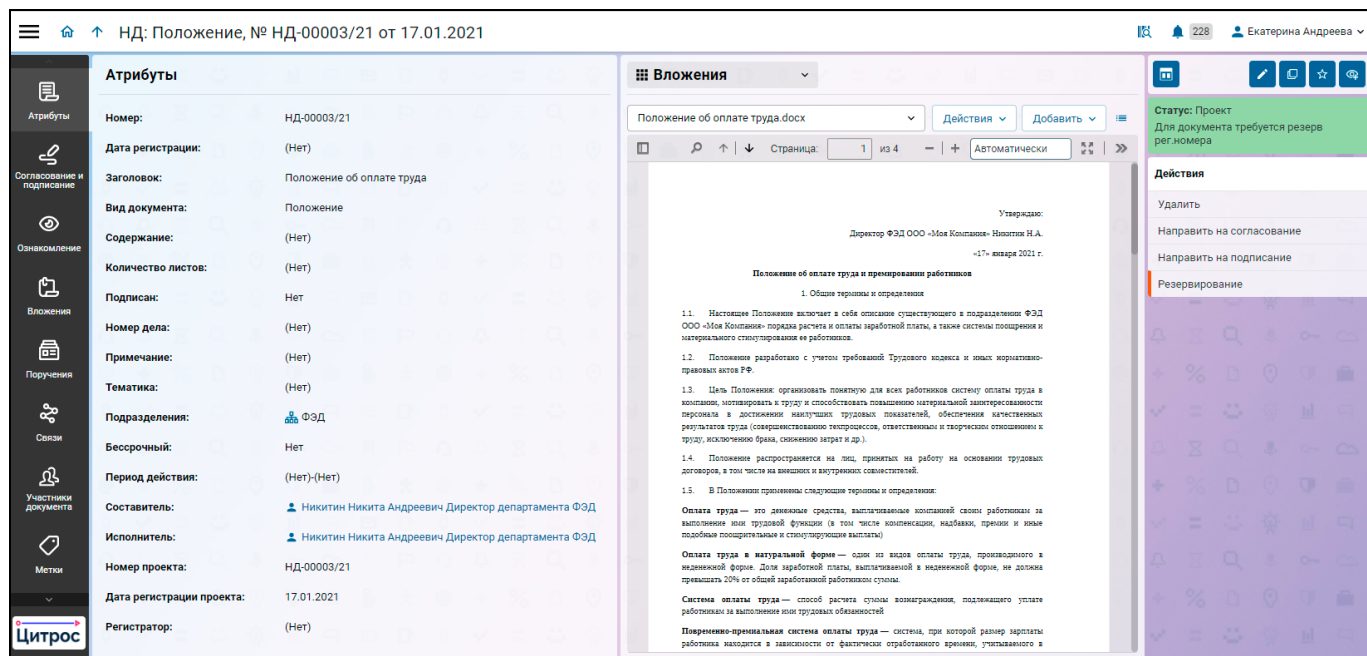 НД: Положение, № НД-00003/21 от 17.01.2021
228
Екатерина Андреева
Атрибуты
Согласование и
подписание
Ознакомление
Вложения
Поручения
Связи
Участники
документа
Метки
Цитрос
Атрибуты
Номер: НД-00003/21
Дата регистрации: (Нет)
Заголовок: Положение об оплате труда
Вид документа: Положение
Содержание: (Нет)
Количество листов: (Нет)
Подписан: Нет
Номер дела: (Нет)
Примечание: (Нет)
Тематика: (Нет)
Подразделения: ФЭД
Бессрочный: Нет
Период действия: (Нет)-(Нет)
Составитель: Никитин Никита Андреевич Директор департамента ФЭД
Исполнитель: Никитин Никита Андреевич Директор департамента ФЭД
Номер проекта: НД-00003/21
Дата регистрации проекта: 17.01.2021
Регистратор: (Нет)
Вложения
Положение об оплате труда.docx
Действия
Добавить
Страница: 1 из 4
Автоматически
Утверждаю:
Директор ФЭД ООО «Моя Компания» Никитин Н.А.
«17» января 2021 г.
Положение об оплате труда и премировании работников
1. Общие термины и определения
1.1. Настоящее Положение включает в себя описание существующего в подразделении ФЭД
ООО «Моя Компания» порядка расчета и оплаты заработной платы, а также системы поощрения и
материального стимулирования ее работников.
1.2. Положение разработано с учетом требований Трудового кодекса и иных нормативно-
правовых актов РФ.
1.3. Цель Положения: организовать понятную для всех работников систему оплаты труда в
компании, мотивировать к труду и способствовать повышению материальной заинтересованности
персонала в достижении наилучших трудовых показателей, обеспечения качественных
результатов труда (совершенствованию техпроцессов, ответственным и творческим отношением к
труду, исключению брака, снижению затрат и др.).
1.4. Положение распространяется на лиц, принятых на работу на основании трудовых
договоров, в том числе на внешних и внутренних совместителей.
1.5. В Положении применены следующие термины и определения:
Оплата труда — это денежные средства, выплачиваемые компанией своим работникам за
выполнение ими трудовой функции (в том числе компенсации, надбавки, премии и иные
подобные поощрительные и стимулирующие выплаты)
Оплата труда в натуральной форме — один из видов оплаты труда, производимого в
неденежной форме. Доля заработной платы, выплачиваемой в неденежной форме, не должна
превышать 20% от общей заработанной работником суммы.
Система оплаты труда — способ расчета суммы вознаграждения, подлежащего уплате
работникам за выполнение ими трудовых обязанностей
Повременно-премиальная система оплаты труда — система, при которой размер зарплаты
работника находится в зависимости от фактически отработанного времени, учитываемого в
Статус: Проект
Для документа требуется резерв
рег.номера
Действия
Удалить
Направить на согласование
Направить на подписание
Резервирование